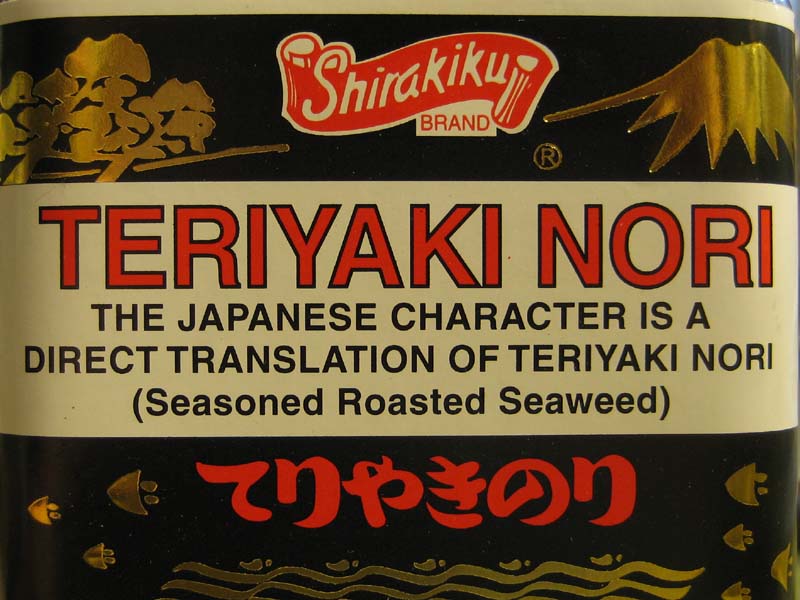 Shirakiku
BRAND
®
TERIYAKI NORI
THE JAPANESE CHARACTER IS A
DIRECT TRANSLATION OF TERIYAKI NORI
(Seasoned Roasted Seaweed)
てりやきのり